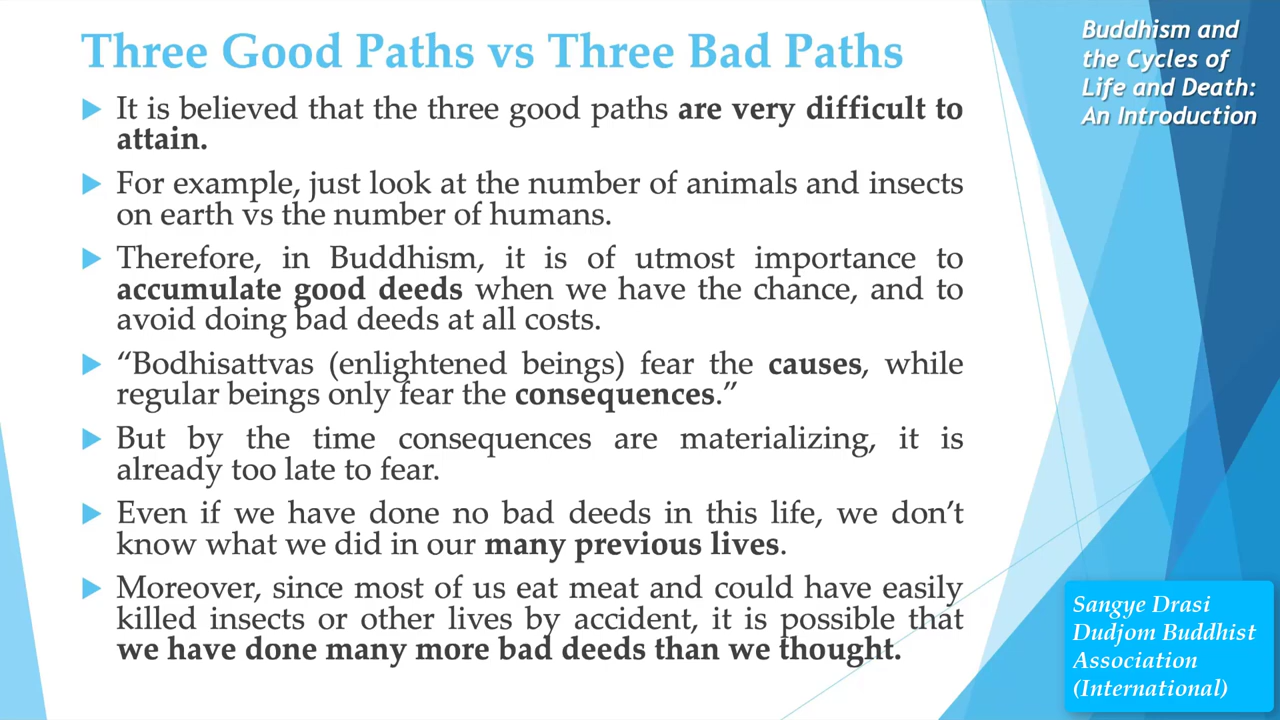 Three Good Paths vs Three Bad Paths
It is believed that the three good paths are very difficult to
attain.
For example, just look at the number of animals and insects
on earth vs the number of humans.
Therefore, in Buddhism, it is of utmost importance to
accumulate good deeds when we have the chance, and to
avoid doing bad deeds at all costs.
“Bodhisattvas (enlightened beings) fear the causes, while
regular beings only fear the consequences.”
But by the time consequences are materializing, it is
already too late to fear.
Even if we have done no bad deeds in this life, we don’t
know what we did in our many previous lives.
Moreover, since most of us eat meat and could have easily
killed insects or other lives by accident, it is possible that
we have done many more bad deeds than we thought.
Buddhism and
the Cycles of
Life and Death:
An Introduction
Sangye Drasi
Dudjom Buddhist
Association
(International)